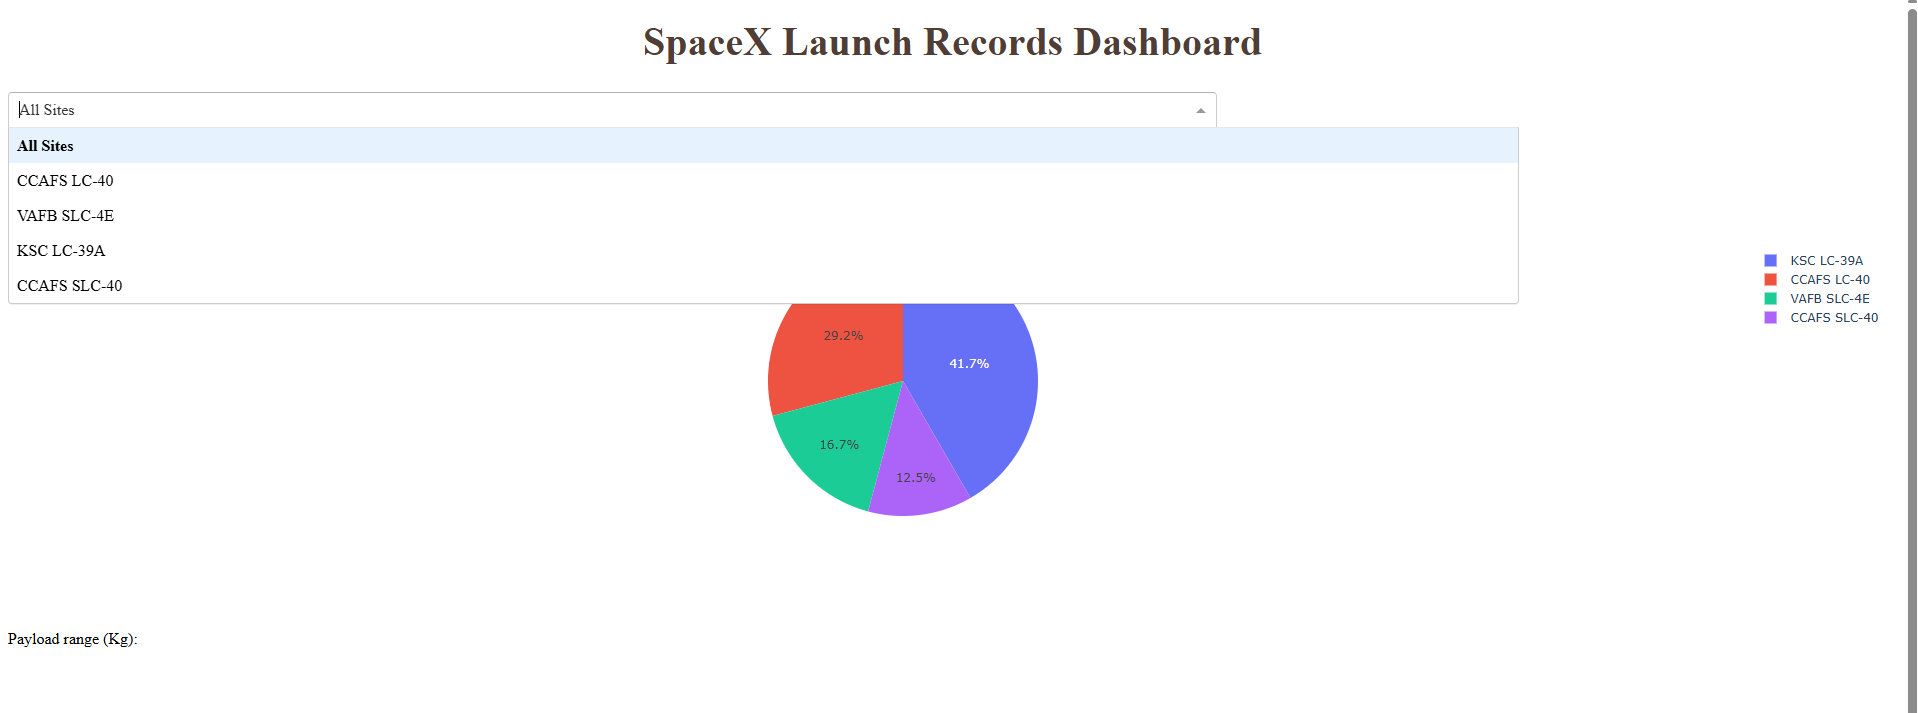 SpaceX Launch Records Dashboard
All Sites
All Sites
CCAFS LC-40
VAFB SLC-4E
KSC LC-39A
CCAFS SLC-40
KSC LC-39A
CCAFS LC-40
VAFB SLC-4E
CCAFS SLC-40
29.2%
41.7%
16.7%
12.5%
Payload range (Kg):